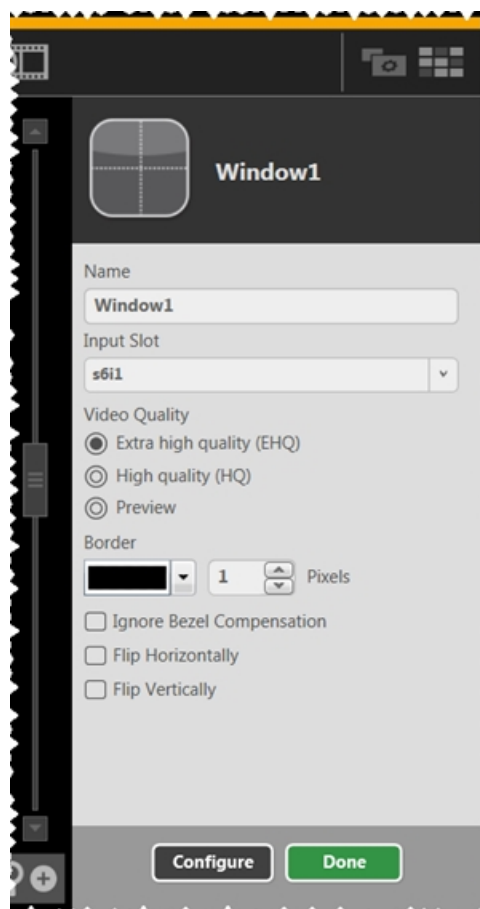 Window1
Name
Window1
Input Slot
s6i1
Video Quality
Extra high quality (EHQ)
High quality (HQ)
Preview
Border
1 Pixels
Ignore Bezel Compensation
Flip Horizontally
Flip Vertically
Configure Done